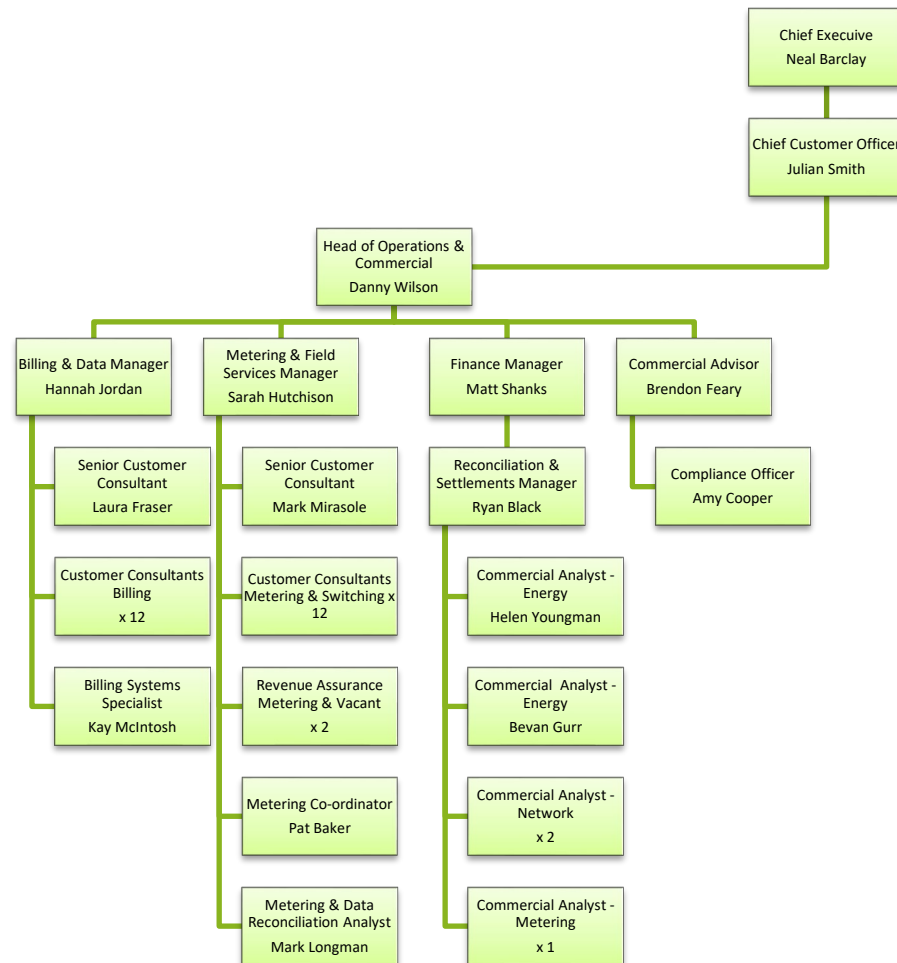 Chief Execuive
Neal Barclay
Chief Customer Officer
Julian Smith
Head of Operations &
Commercial
Danny Wilson
Billing & Data Manager
Hannah Jordan
Metering & Field
Services Manager
Sarah Hutchison
Finance Manager
Matt Shanks
Commercial Advisor
Brendon Feary
Senior Customer
Consultant
Laura Fraser
Customer Consultants
Billing
x 12
Billing Systems
Specialist
Kay McIntosh
Senior Customer
Consultant
Mark Mirasole
Customer Consultants
Metering & Switching x
12
Revenue Assurance
Metering & Vacant
x 2
Metering Co-ordinator
Pat Baker
Metering & Data
Reconciliation Analyst
Mark Longman
Reconciliation &
Settlements Manager
Ryan Black
Commercial Analyst -
Energy
Helen Youngman
Commercial Analyst -
Energy
Bevan Gurr
Commercial Analyst -
Network
x 2
Commercial Analyst -
Metering
x 1
Compliance Officer
Amy Cooper